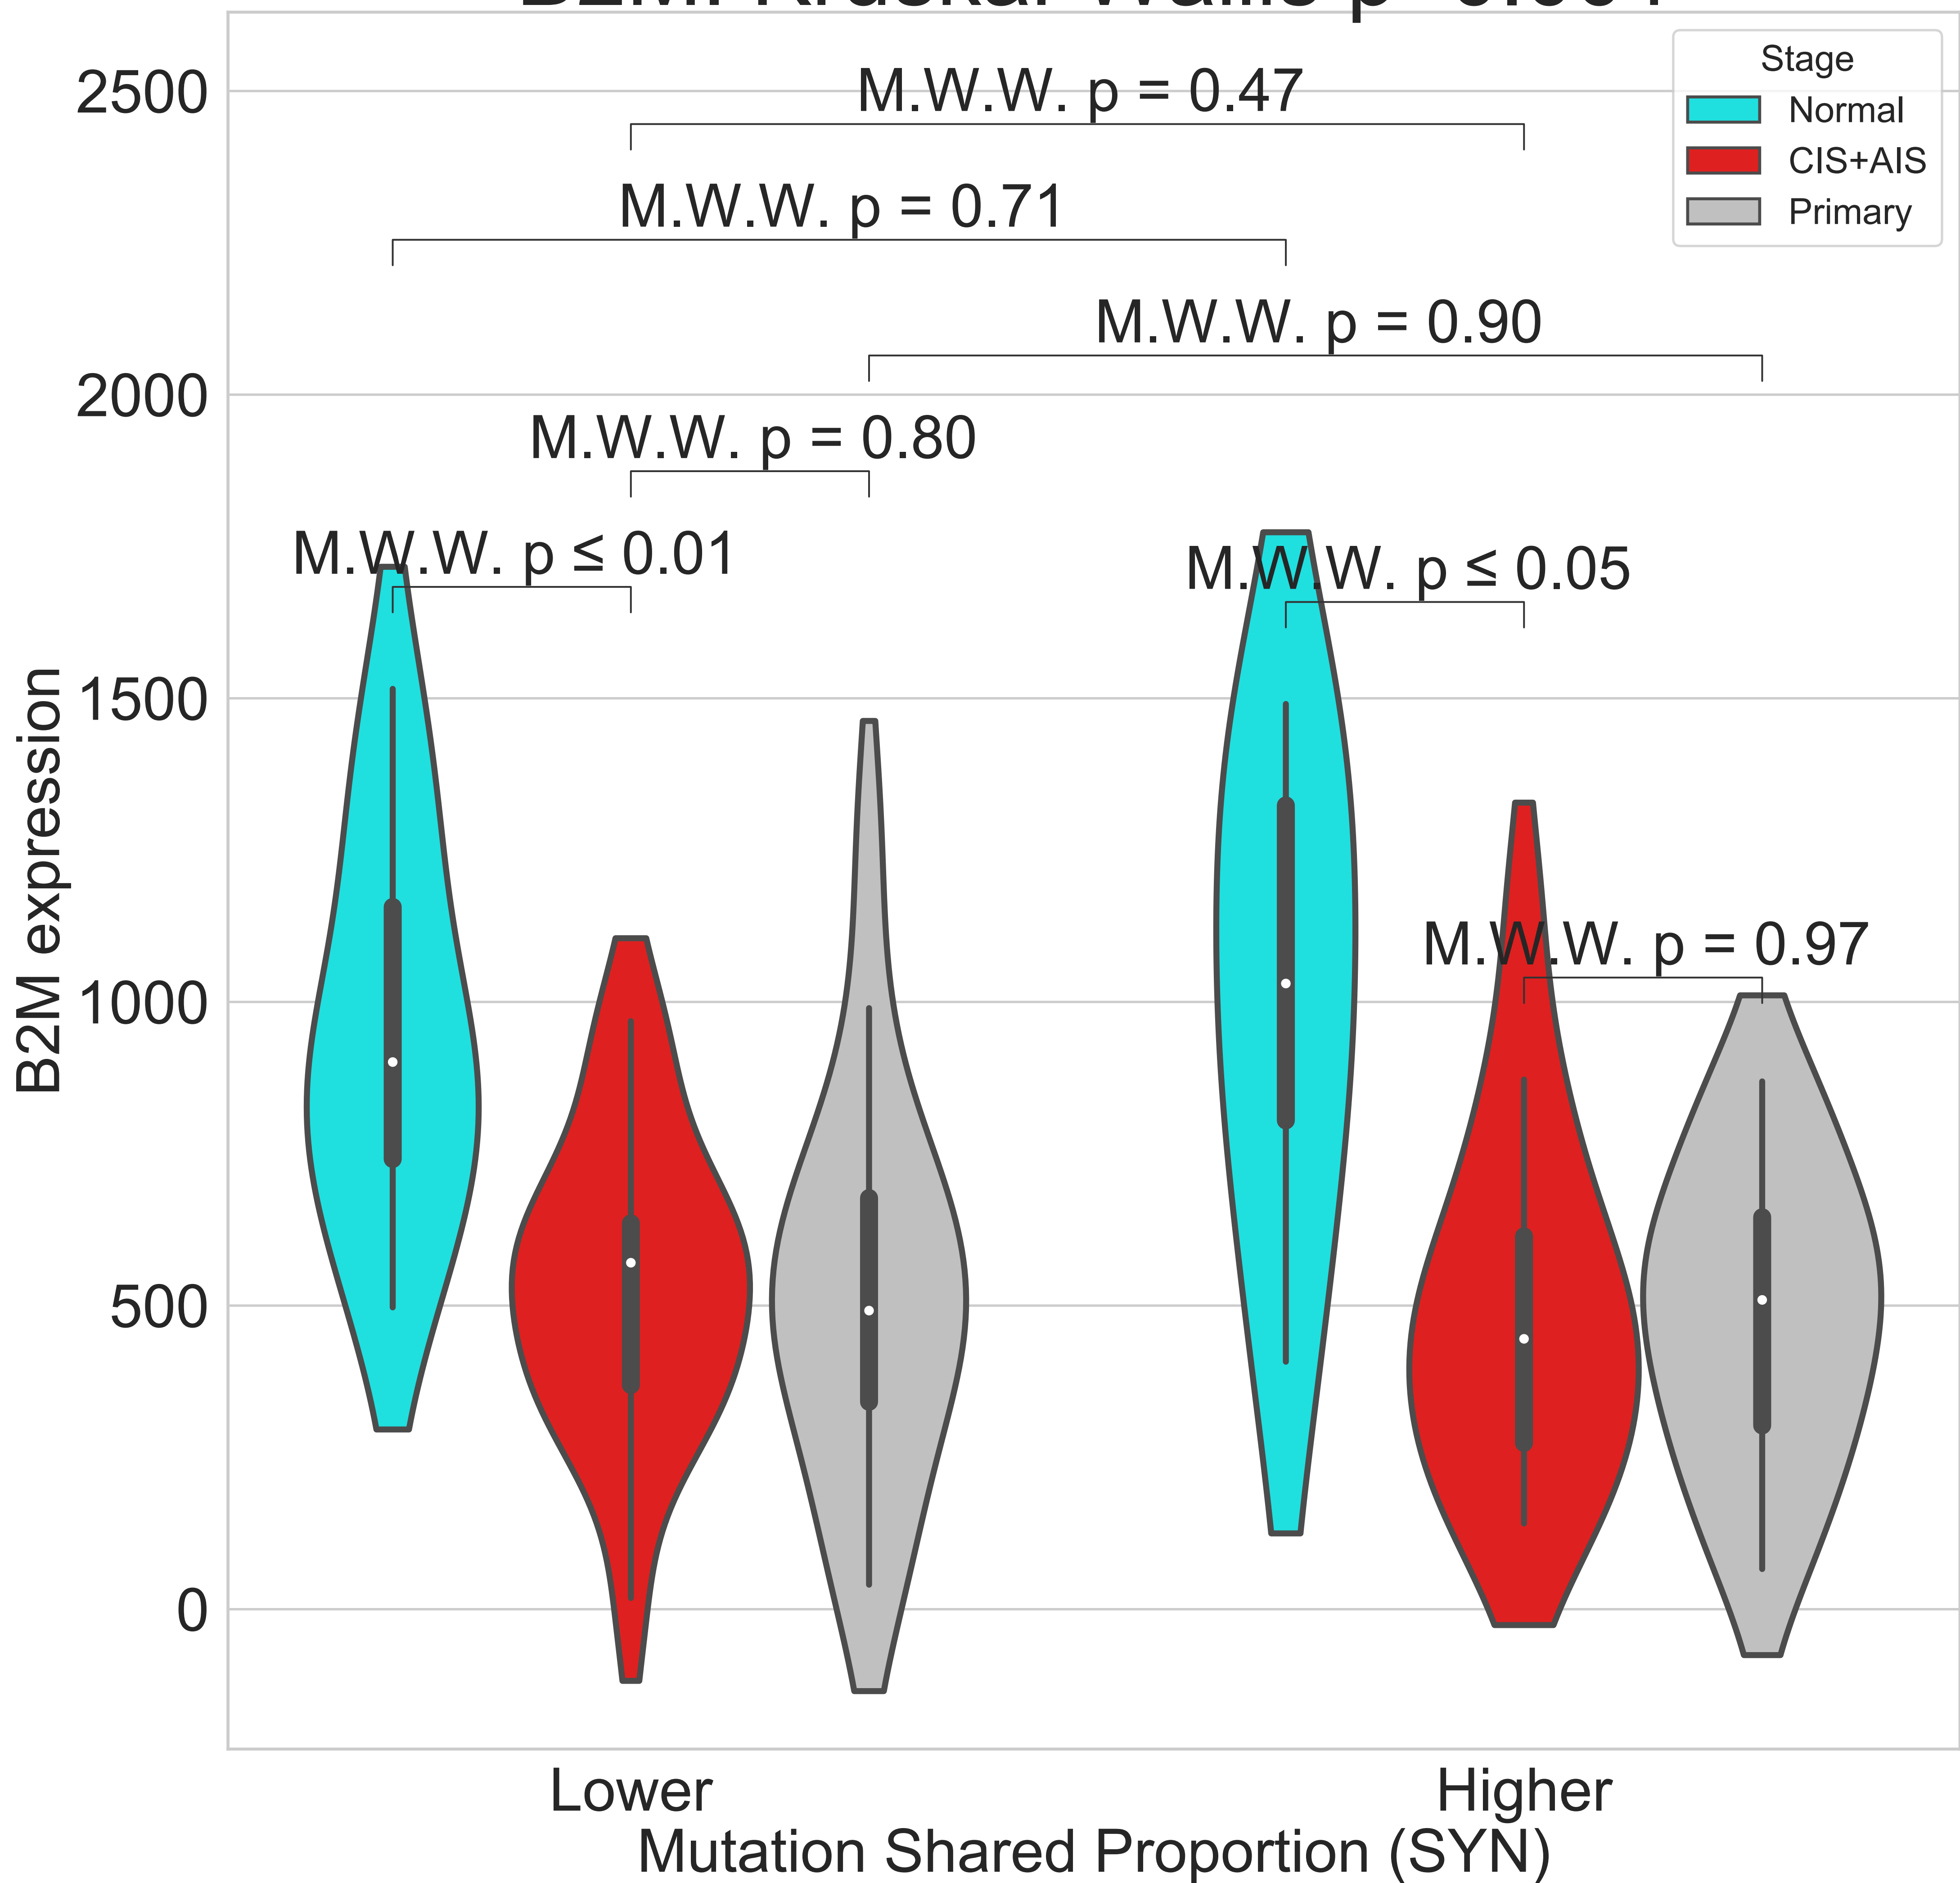 2500
2000
1500
1000
500
0
B2M expression
M.W.W. p = 0.47
M.W.W. p = 0.71
M.W.W. p = 0.90
M.W.W. p = 0.80
M.W.W. p ≤ 0.01
M.W.W. p ≤ 0.05
M.W.W. p = 0.97
Stage
Normal
CIS+AIS
Primary
Lower
Higher
Mutation Shared Proportion (SYN)